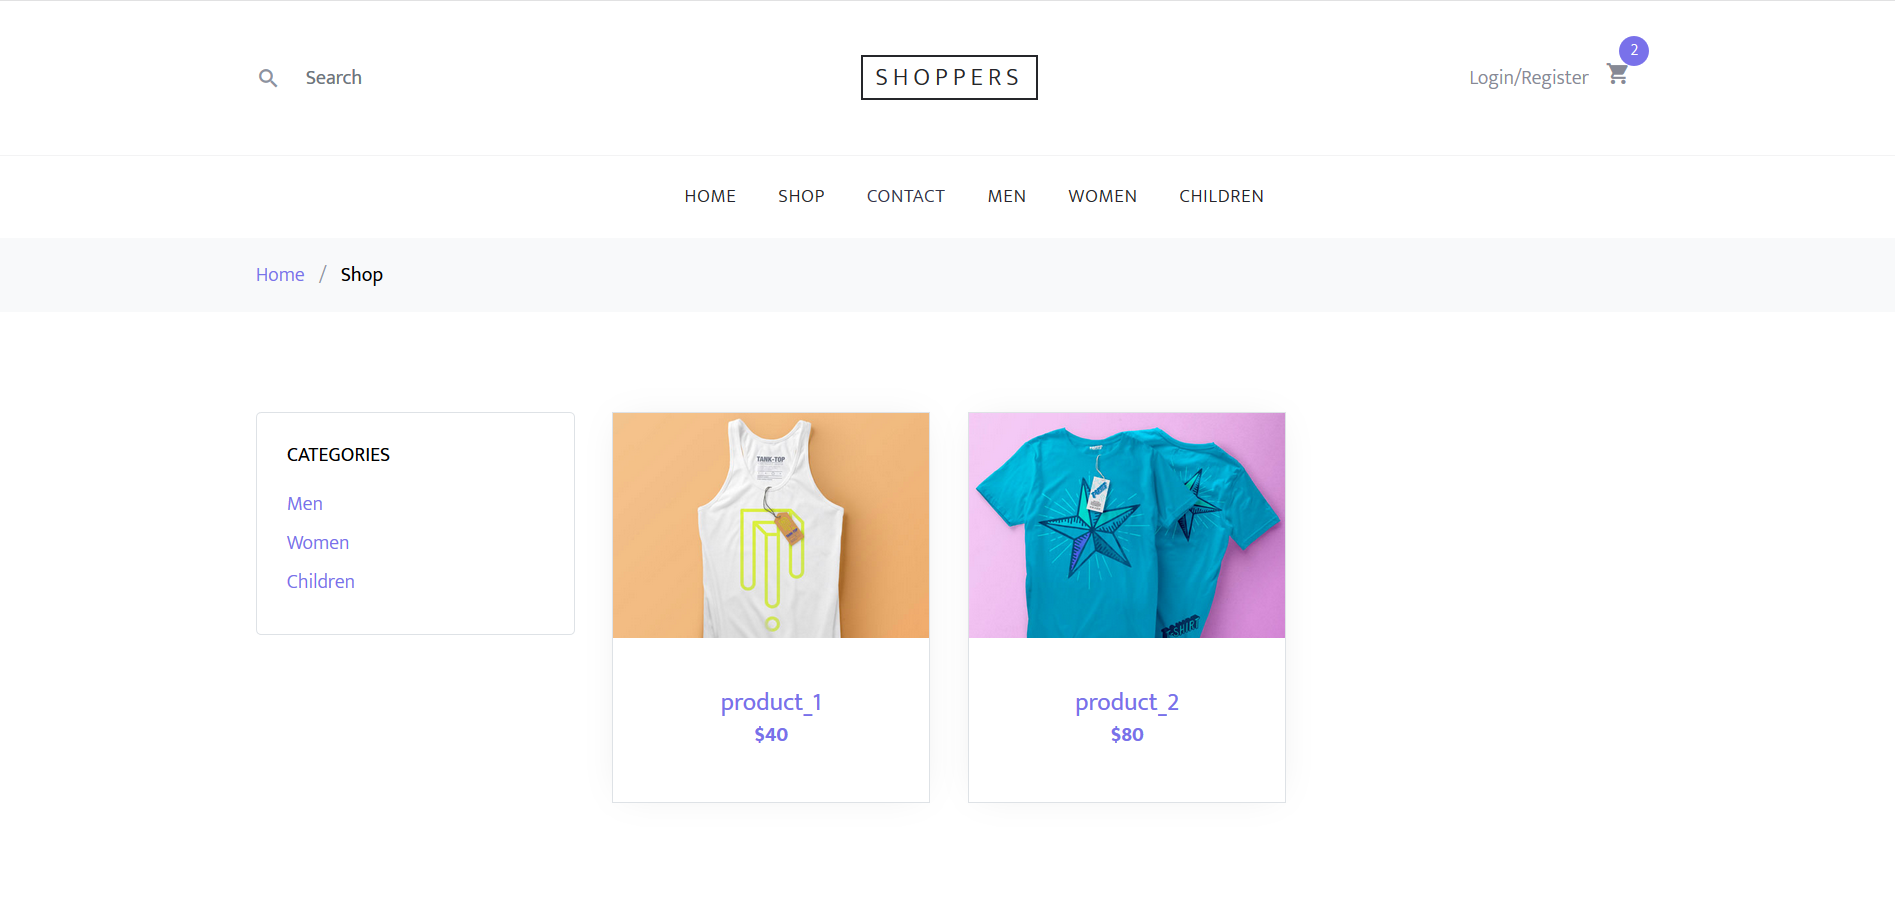 Search
SHOPPERS
Login/Register
2
HOME
SHOP
CONTACT
MEN
WOMEN
CHILDREN
Home / Shop
CATEGORIES
Men
Women
Children
TANK-TOP
T-SHIRT
product_1
$40
product_2
$80